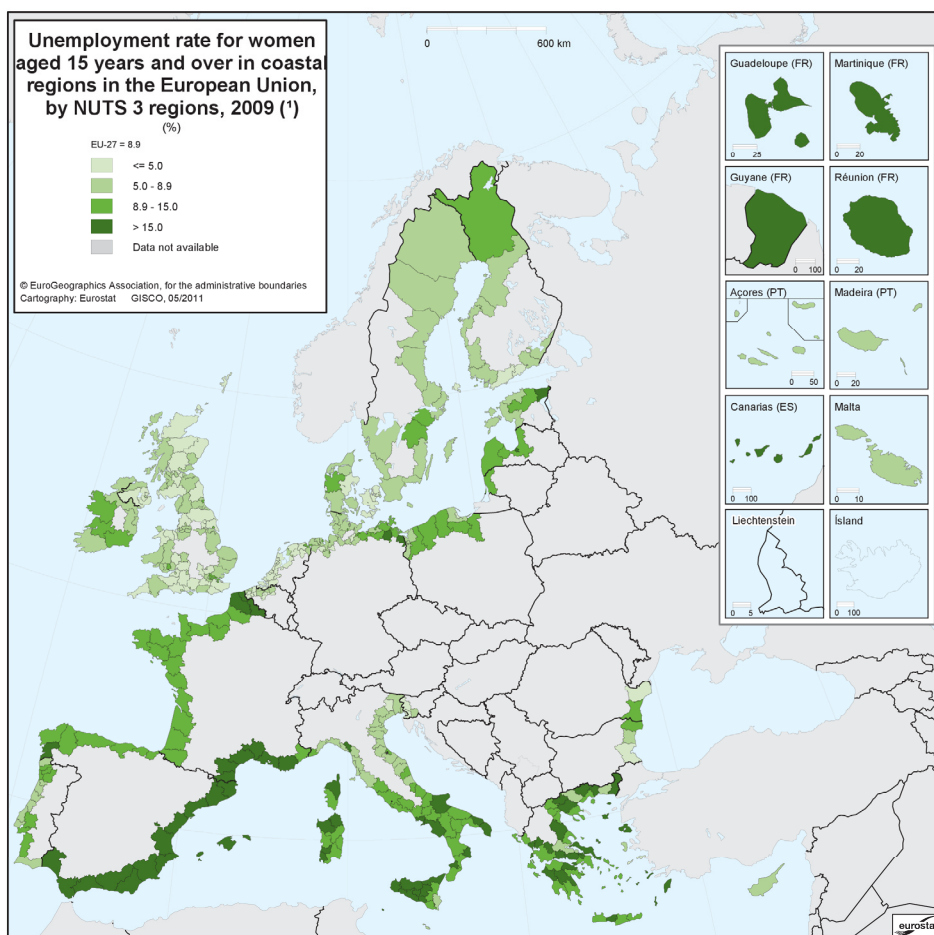 Unemployment rate for women
aged 15 years and over in coastal
regions in the European Union,
by NUTS 3 regions, 2009 (¹)
(%)
EU-27 = 8.9
<= 5.0
5.0 - 8.9
8.9 - 15.0
> 15.0
Data not available
© EuroGeographics Association, for the administrative boundaries
Cartography: Eurostat GISCO, 05/2011
0 600 km
Guadeloupe (FR)
0 25
Martinique (FR)
0 20
Guyane (FR)
0 100
Réunion (FR)
0 20
Açores (PT)
0 50
Madeira (PT)
0 20
Canarias (ES)
0 100
Malta
0 10
Liechtenstein
0 5
Ísland
0 100
eurosta